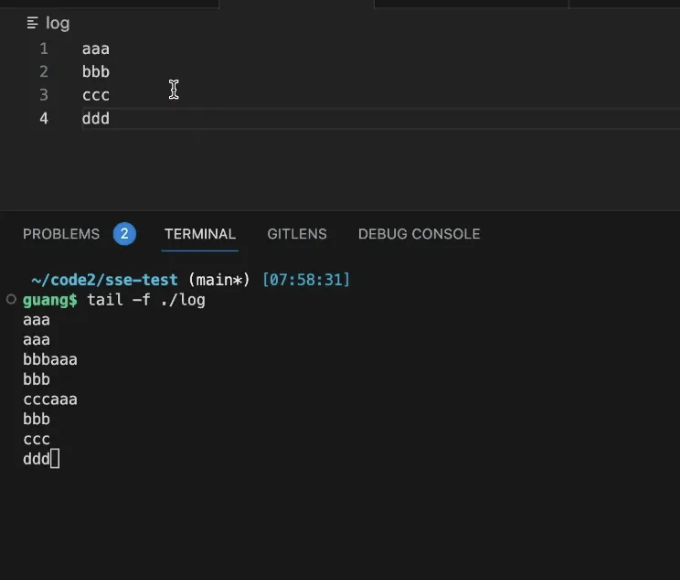 log
1 aaa
2 bbb
3 ccc
4 ddd
PROBLEMS 2 TERMINAL GITLENS DEBUG CONSOLE
~/code2/sse-test (main*) [07:58:31]
guang$ tail -f ./log
aaa
aaa
bbbaaa
bbb
cccaaa
bbb
ccc
ddd